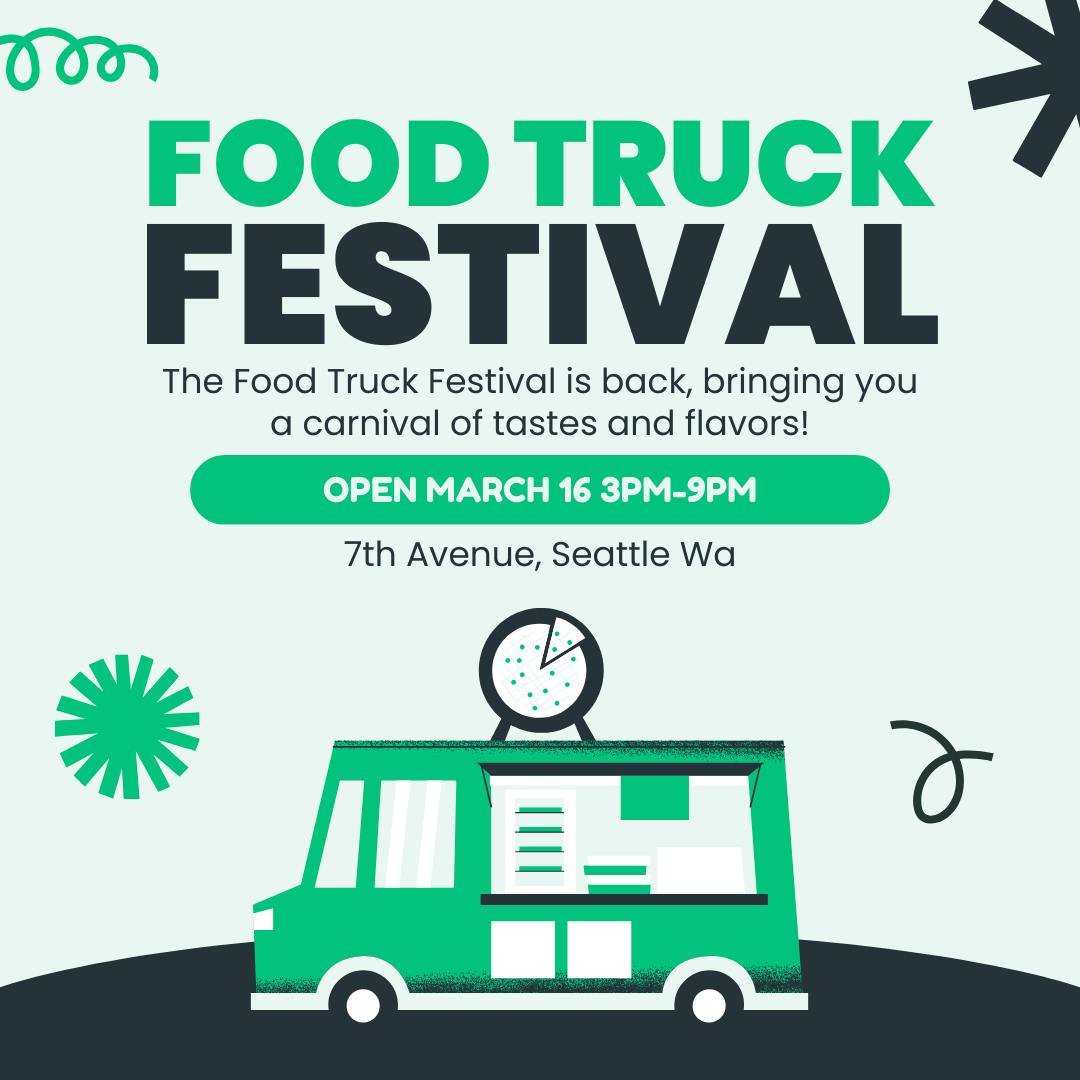 FOOD TRUCK
FESTIVAL
The Food Truck Festival is back, bringing you
a carnival of tastes and flavors!
OPEN MARCH 16 3PM-9PM
7th Avenue, Seattle Wa